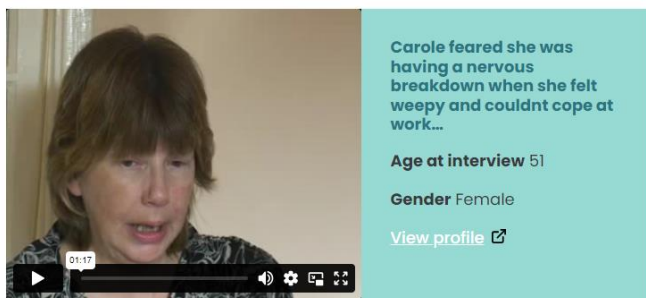 Carole feared she was
having a nervous
breakdown when she felt
weepy and couldnt cope at
work...
Age at interview 51
Gender Female
View profile
01:17